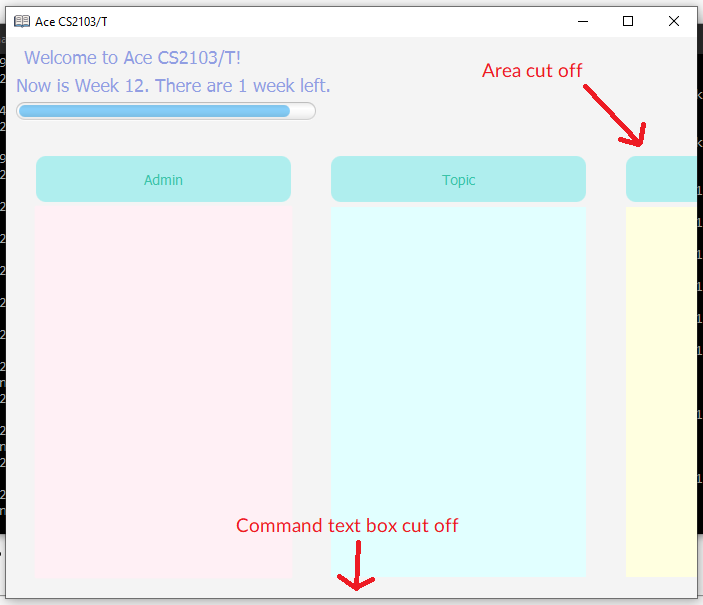 Ace CS2103/T
Welcome to Ace CS2103/T!
Now is Week 12. There are 1 week left.
Area cut off
Admin
Topic
Command text box cut off